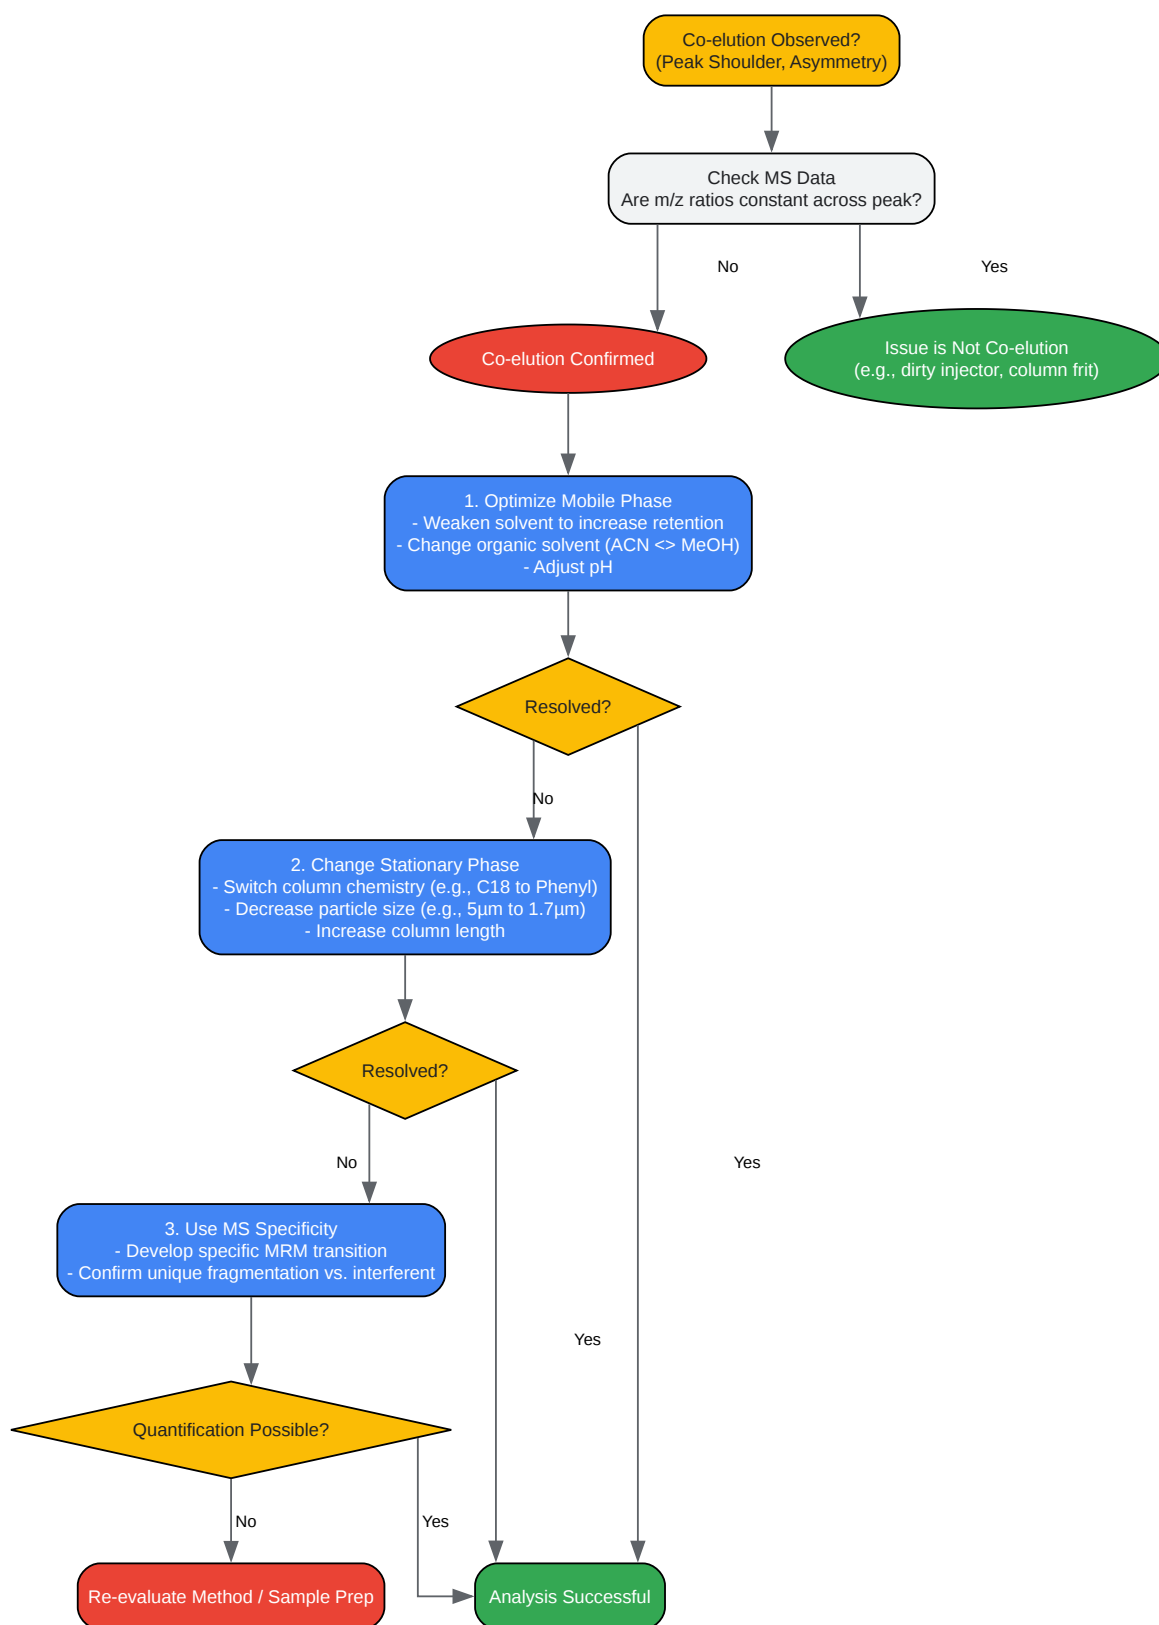 Co-elution Observed?
(Peak Shoulder, Asymmetry)
Check MS Data
Are m/z ratios constant across peak?
No
Yes
Co-elution Confirmed
Issue is Not Co-elution
(e.g., dirty injector, column frit)
1. Optimize Mobile Phase
- Weaken solvent to increase retention
- Change organic solvent (ACN <> MeOH)
- Adjust pH
Resolved?
No
2. Change Stationary Phase
- Switch column chemistry (e.g., C18 to Phenyl)
- Decrease particle size (e.g., 5µm to 1.7µm)
- Increase column length
Resolved?
No
Yes
3. Use MS Specificity
- Develop specific MRM transition
- Confirm unique fragmentation vs. interferent
Yes
Quantification Possible?
No
Yes
Re-evaluate Method / Sample Prep
Analysis Successful